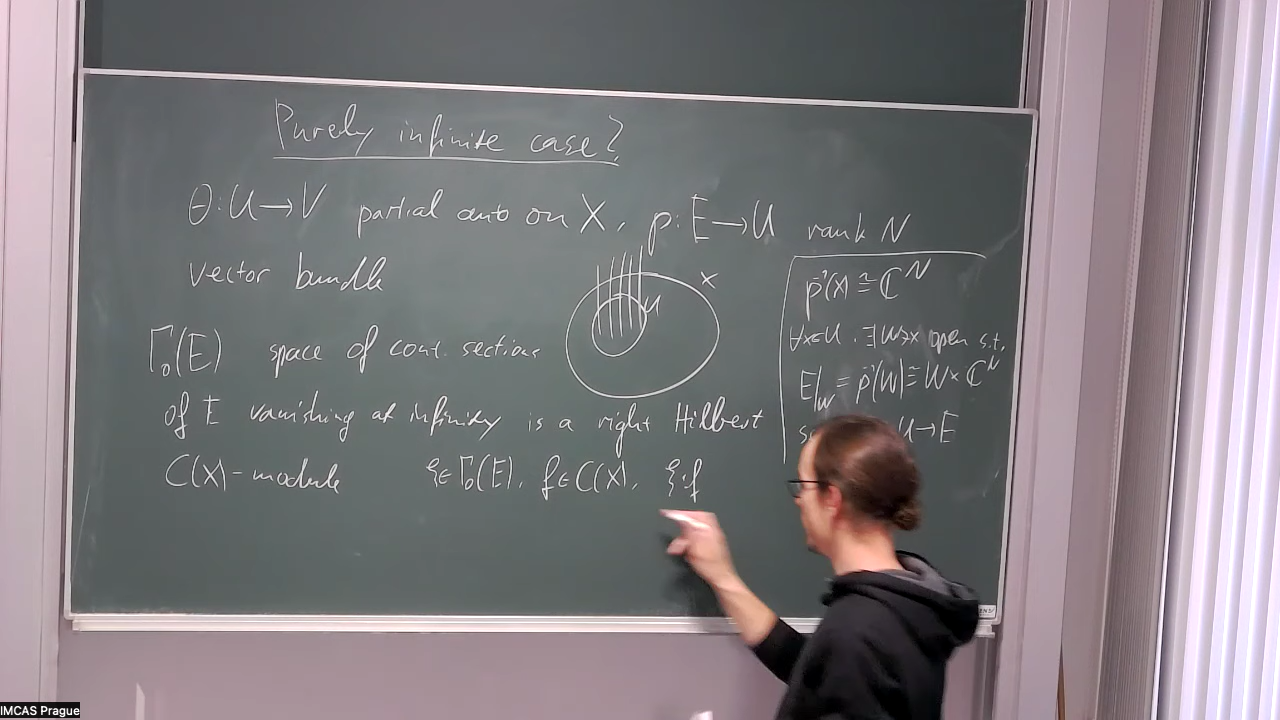 Purely infinite case?
θ: U → V partial auto on X, p: E → U rank N
vector bundle
Γ₀(E) space of cont. sections
of E vanishing at infinity is a right Hilbert
C(X)-module ξ∈Γ₀(E), f∈C(X), ξ·f
X
U
p⁻¹(x) ≅ ℂᴺ
∀x∈U. ∃W∋x open s.t.
E|_W = p⁻¹(W) ≅ W × ℂᴺ
U → E
IMCAS Prague